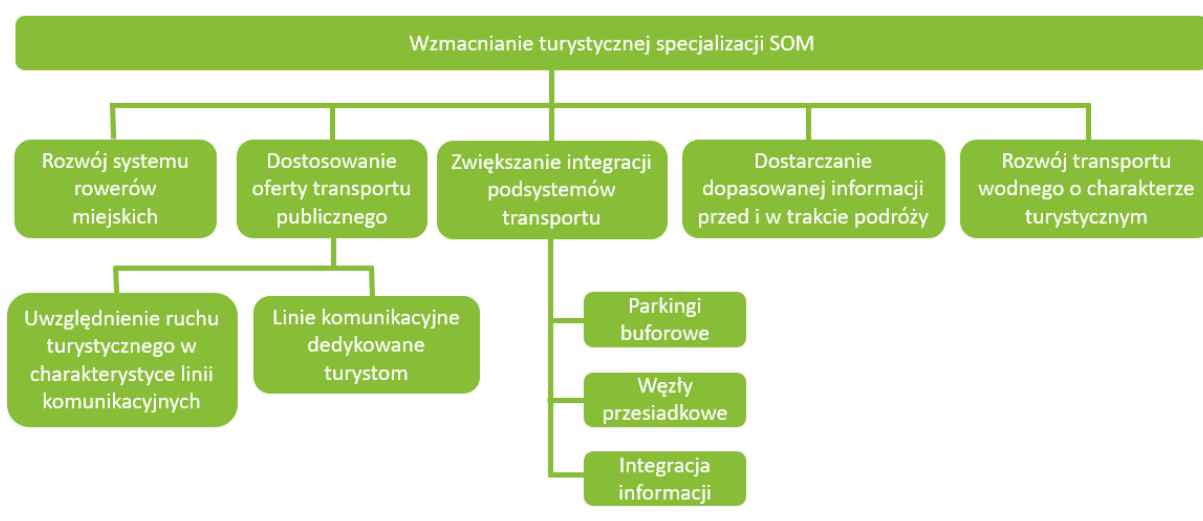 Wzmacnianie turystycznej specjalizacji SOM
Rozwój systemu
rowerów
miejskich
Dostosowanie
oferty transportu
publicznego
Zwiększanie integracji
podsystemów
transportu
Dostarczanie
dopasowanej informacji
przed i w trakcie podróży
Rozwój transportu
wodnego o charakterze
turystycznym
Uwzględnienie ruchu
turystycznego w
charakterystyce linii
komunikacyjnych
Linie komunikacyjne
dedykowane
turystom
Parkingi
buforowe
Węzły
przesiadkowe
Integracja
informacji